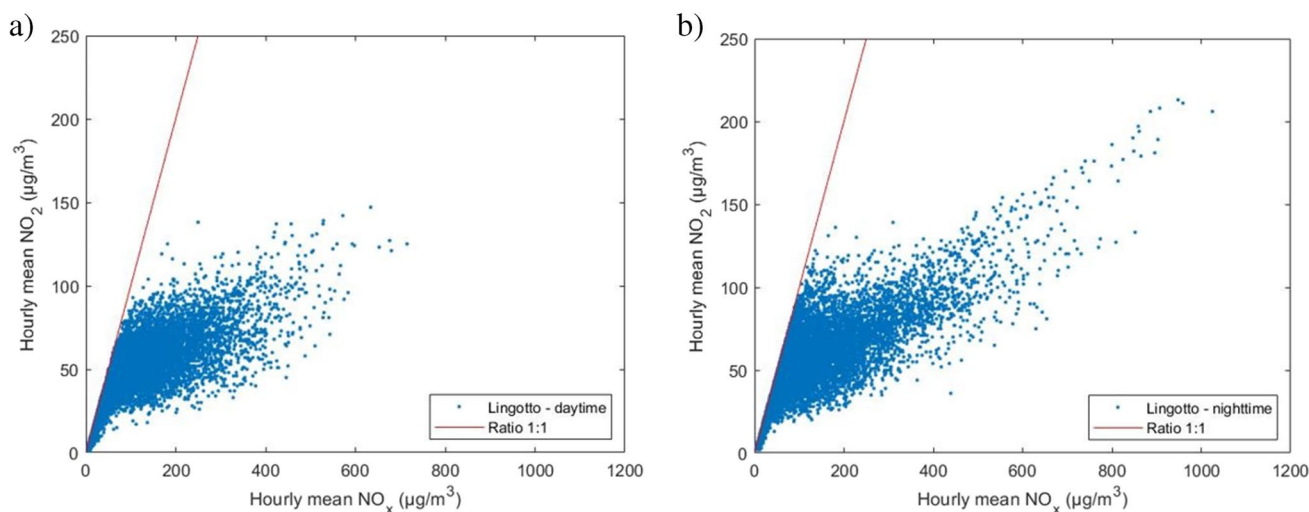 a)
250
200
150
100
50
0
Hourly mean NO₂ (µg/m³)
0 200 400 600 800 1000 1200
Hourly mean NOₓ (µg/m³)
Lingotto - daytime
Ratio 1:1
b)
250
200
150
100
50
0
Hourly mean NO₂ (µg/m³)
0 200 400 600 800 1000 1200
Hourly mean NOₓ (µg/m³)
Lingotto - nighttime
Ratio 1:1